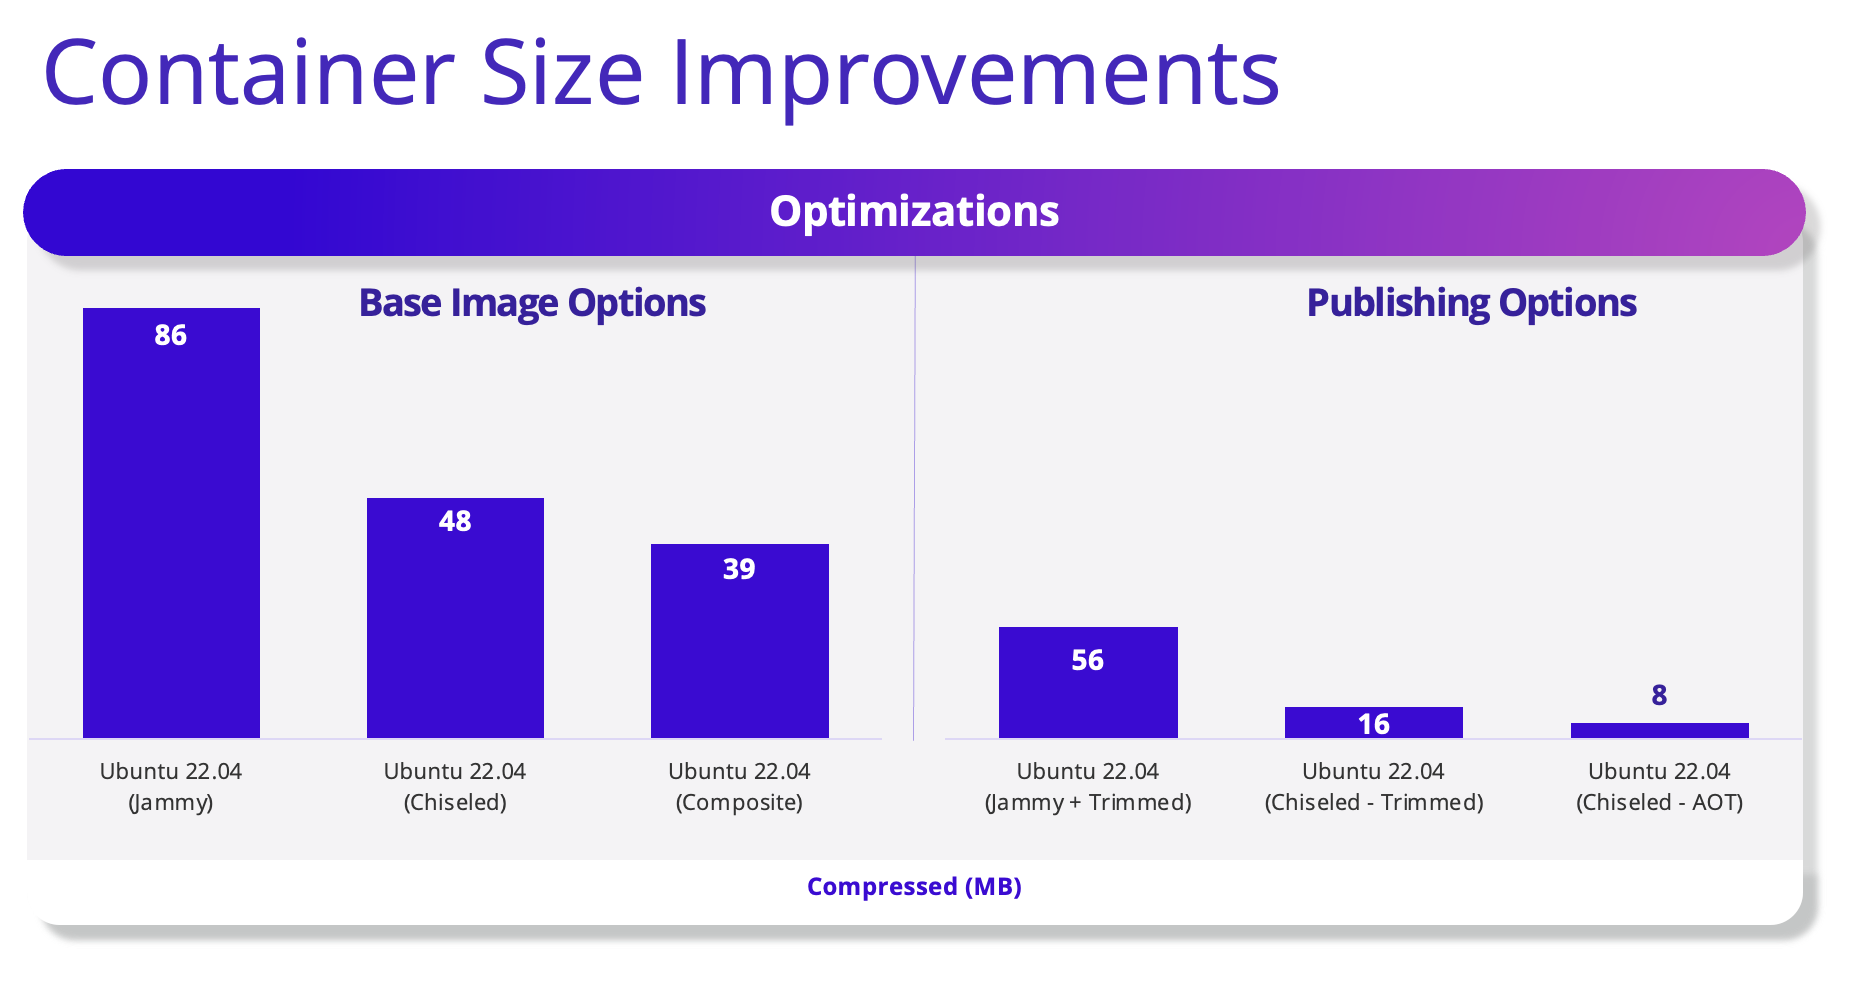 Container Size Improvements
Optimizations
Base Image Options
86
48
39
Ubuntu 22.04
(Jammy)
Ubuntu 22.04
(Chiseled)
Ubuntu 22.04
(Composite)
Publishing Options
56
16
8
Ubuntu 22.04
(Jammy + Trimmed)
Ubuntu 22.04
(Chiseled - Trimmed)
Ubuntu 22.04
(Chiseled - AOT)
Compressed (MB)